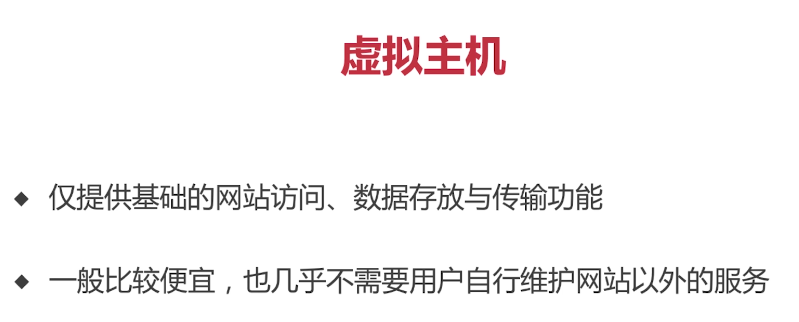 虚拟主机
◆ 仅提供基础的网站访问、数据存放与传输功能
◆ 一般比较便宜，也几乎不需要用户自行维护网站以外的服务